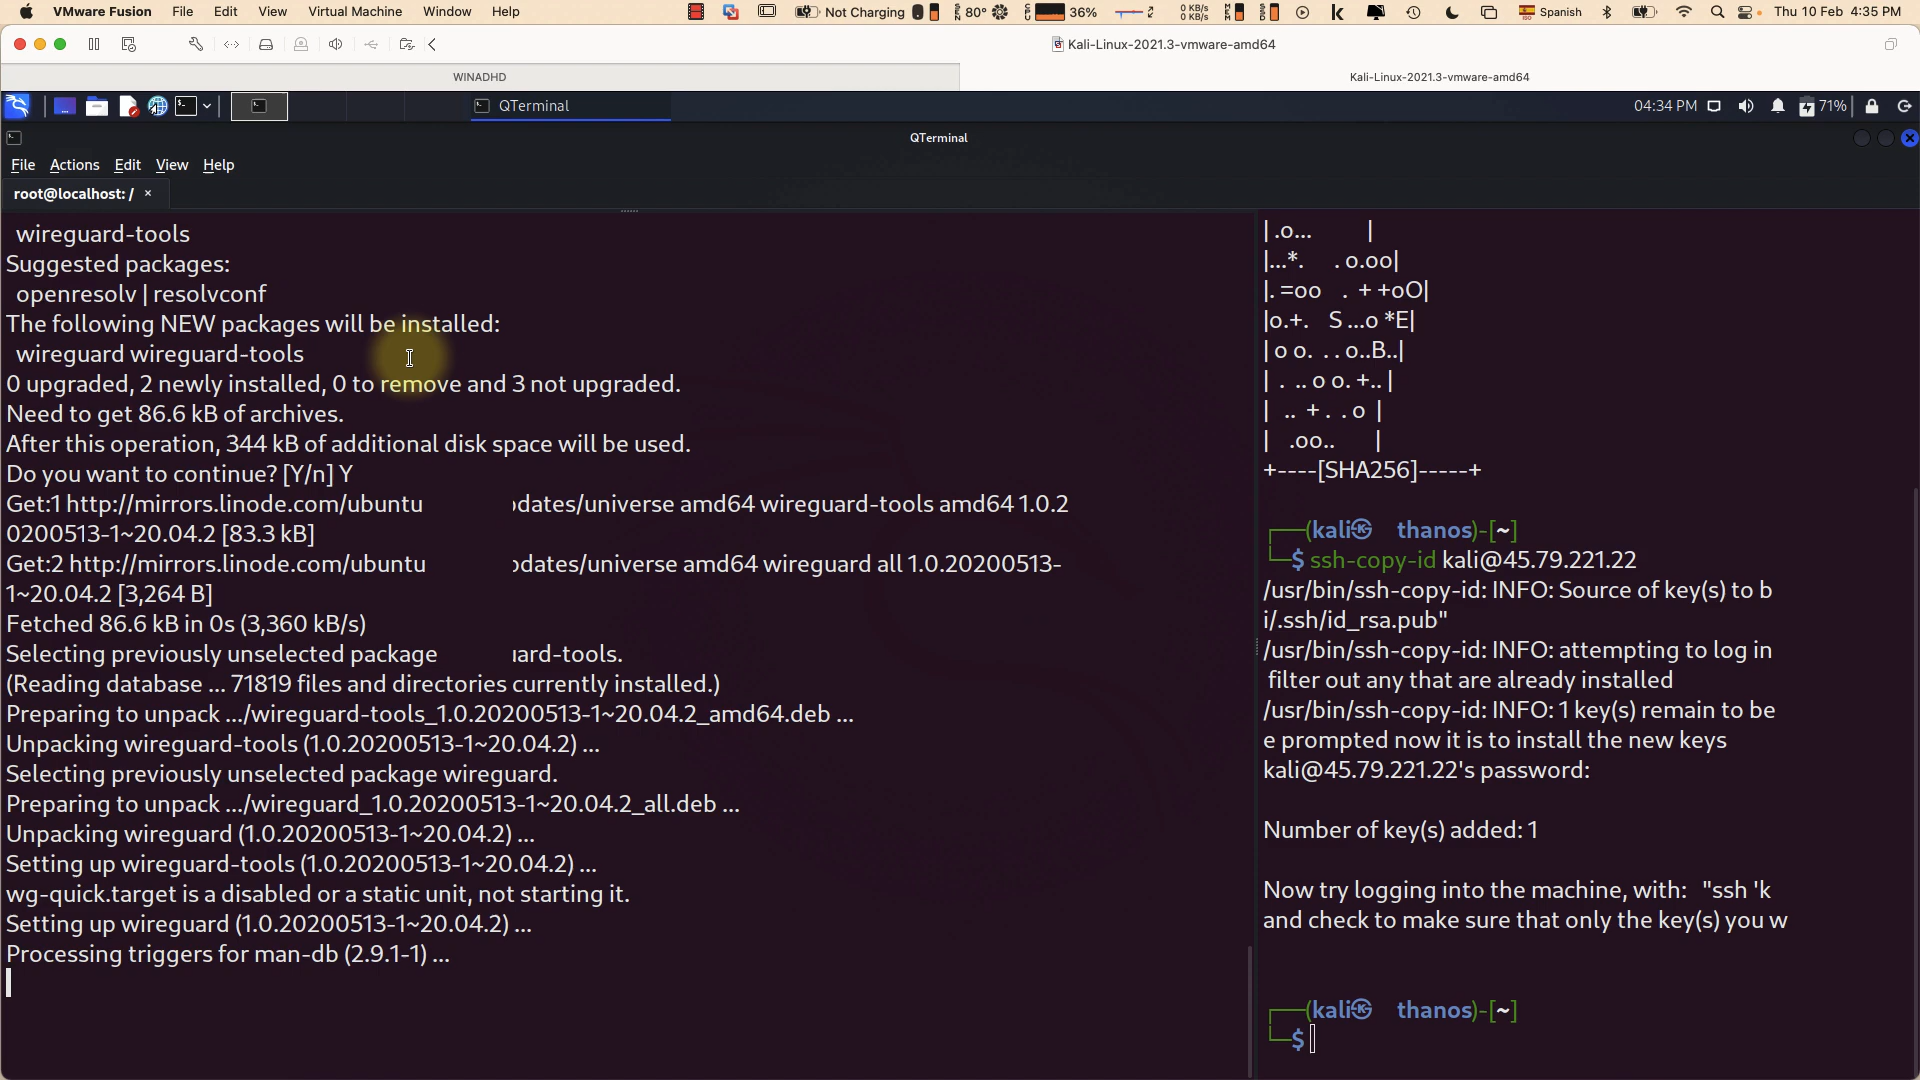 VMware Fusion File Edit View Virtual Machine Window Help
Not Charging 80° 36% 0 KB/s 0 KB/s Spanish Thu 10 Feb 4:35 PM
Kali-Linux-2021.3-vmware-amd64
WINADHD
Kali-Linux-2021.3-vmware-amd64
QTerminal
04:34 PM 71%
QTerminal
File Actions Edit View Help
root@localhost: /
wireguard-tools
Suggested packages:
openresolv | resolvconf
The following NEW packages will be installed:
wireguard wireguard-tools
0 upgraded, 2 newly installed, 0 to remove and 3 not upgraded.
Need to get 86.6 kB of archives.
After this operation, 344 kB of additional disk space will be used.
Do you want to continue? [Y/n] Y
Get:1 http://mirrors.linode.com/ubuntu dates/universe amd64 wireguard-tools amd64 1.0.2
0200513-1~20.04.2 [83.3 kB]
Get:2 http://mirrors.linode.com/ubuntu dates/universe amd64 wireguard all 1.0.20200513-
1~20.04.2 [3,264 B]
Fetched 86.6 kB in 0s (3,360 kB/s)
Selecting previously unselected package ard-tools.
(Reading database ... 71819 files and directories currently installed.)
Preparing to unpack .../wireguard-tools_1.0.20200513-1~20.04.2_amd64.deb ...
Unpacking wireguard-tools (1.0.20200513-1~20.04.2) ...
Selecting previously unselected package wireguard.
Preparing to unpack .../wireguard_1.0.20200513-1~20.04.2_all.deb ...
Unpacking wireguard (1.0.20200513-1~20.04.2) ...
Setting up wireguard-tools (1.0.20200513-1~20.04.2) ...
wg-quick.target is a disabled or a static unit, not starting it.
Setting up wireguard (1.0.20200513-1~20.04.2) ...
Processing triggers for man-db (2.9.1-1) ...
| .o... |
|...*. . o.oo|
|. =oo . + +oO|
|o.+. S ...o *E|
| o o. . . o..B..|
| . .. o o. +.. |
| .. + . . o |
| .oo.. |
+----[SHA256]-----+
(kali㉿ thanos)-[~]
$ ssh-copy-id kali@45.79.221.22
/usr/bin/ssh-copy-id: INFO: Source of key(s) to b
i/.ssh/id_rsa.pub"
/usr/bin/ssh-copy-id: INFO: attempting to log in
filter out any that are already installed
/usr/bin/ssh-copy-id: INFO: 1 key(s) remain to be
e prompted now it is to install the new keys
kali@45.79.221.22's password:
Number of key(s) added: 1
Now try logging into the machine, with: "ssh 'k
and check to make sure that only the key(s) you w
(kali㉿ thanos)-[~]
$